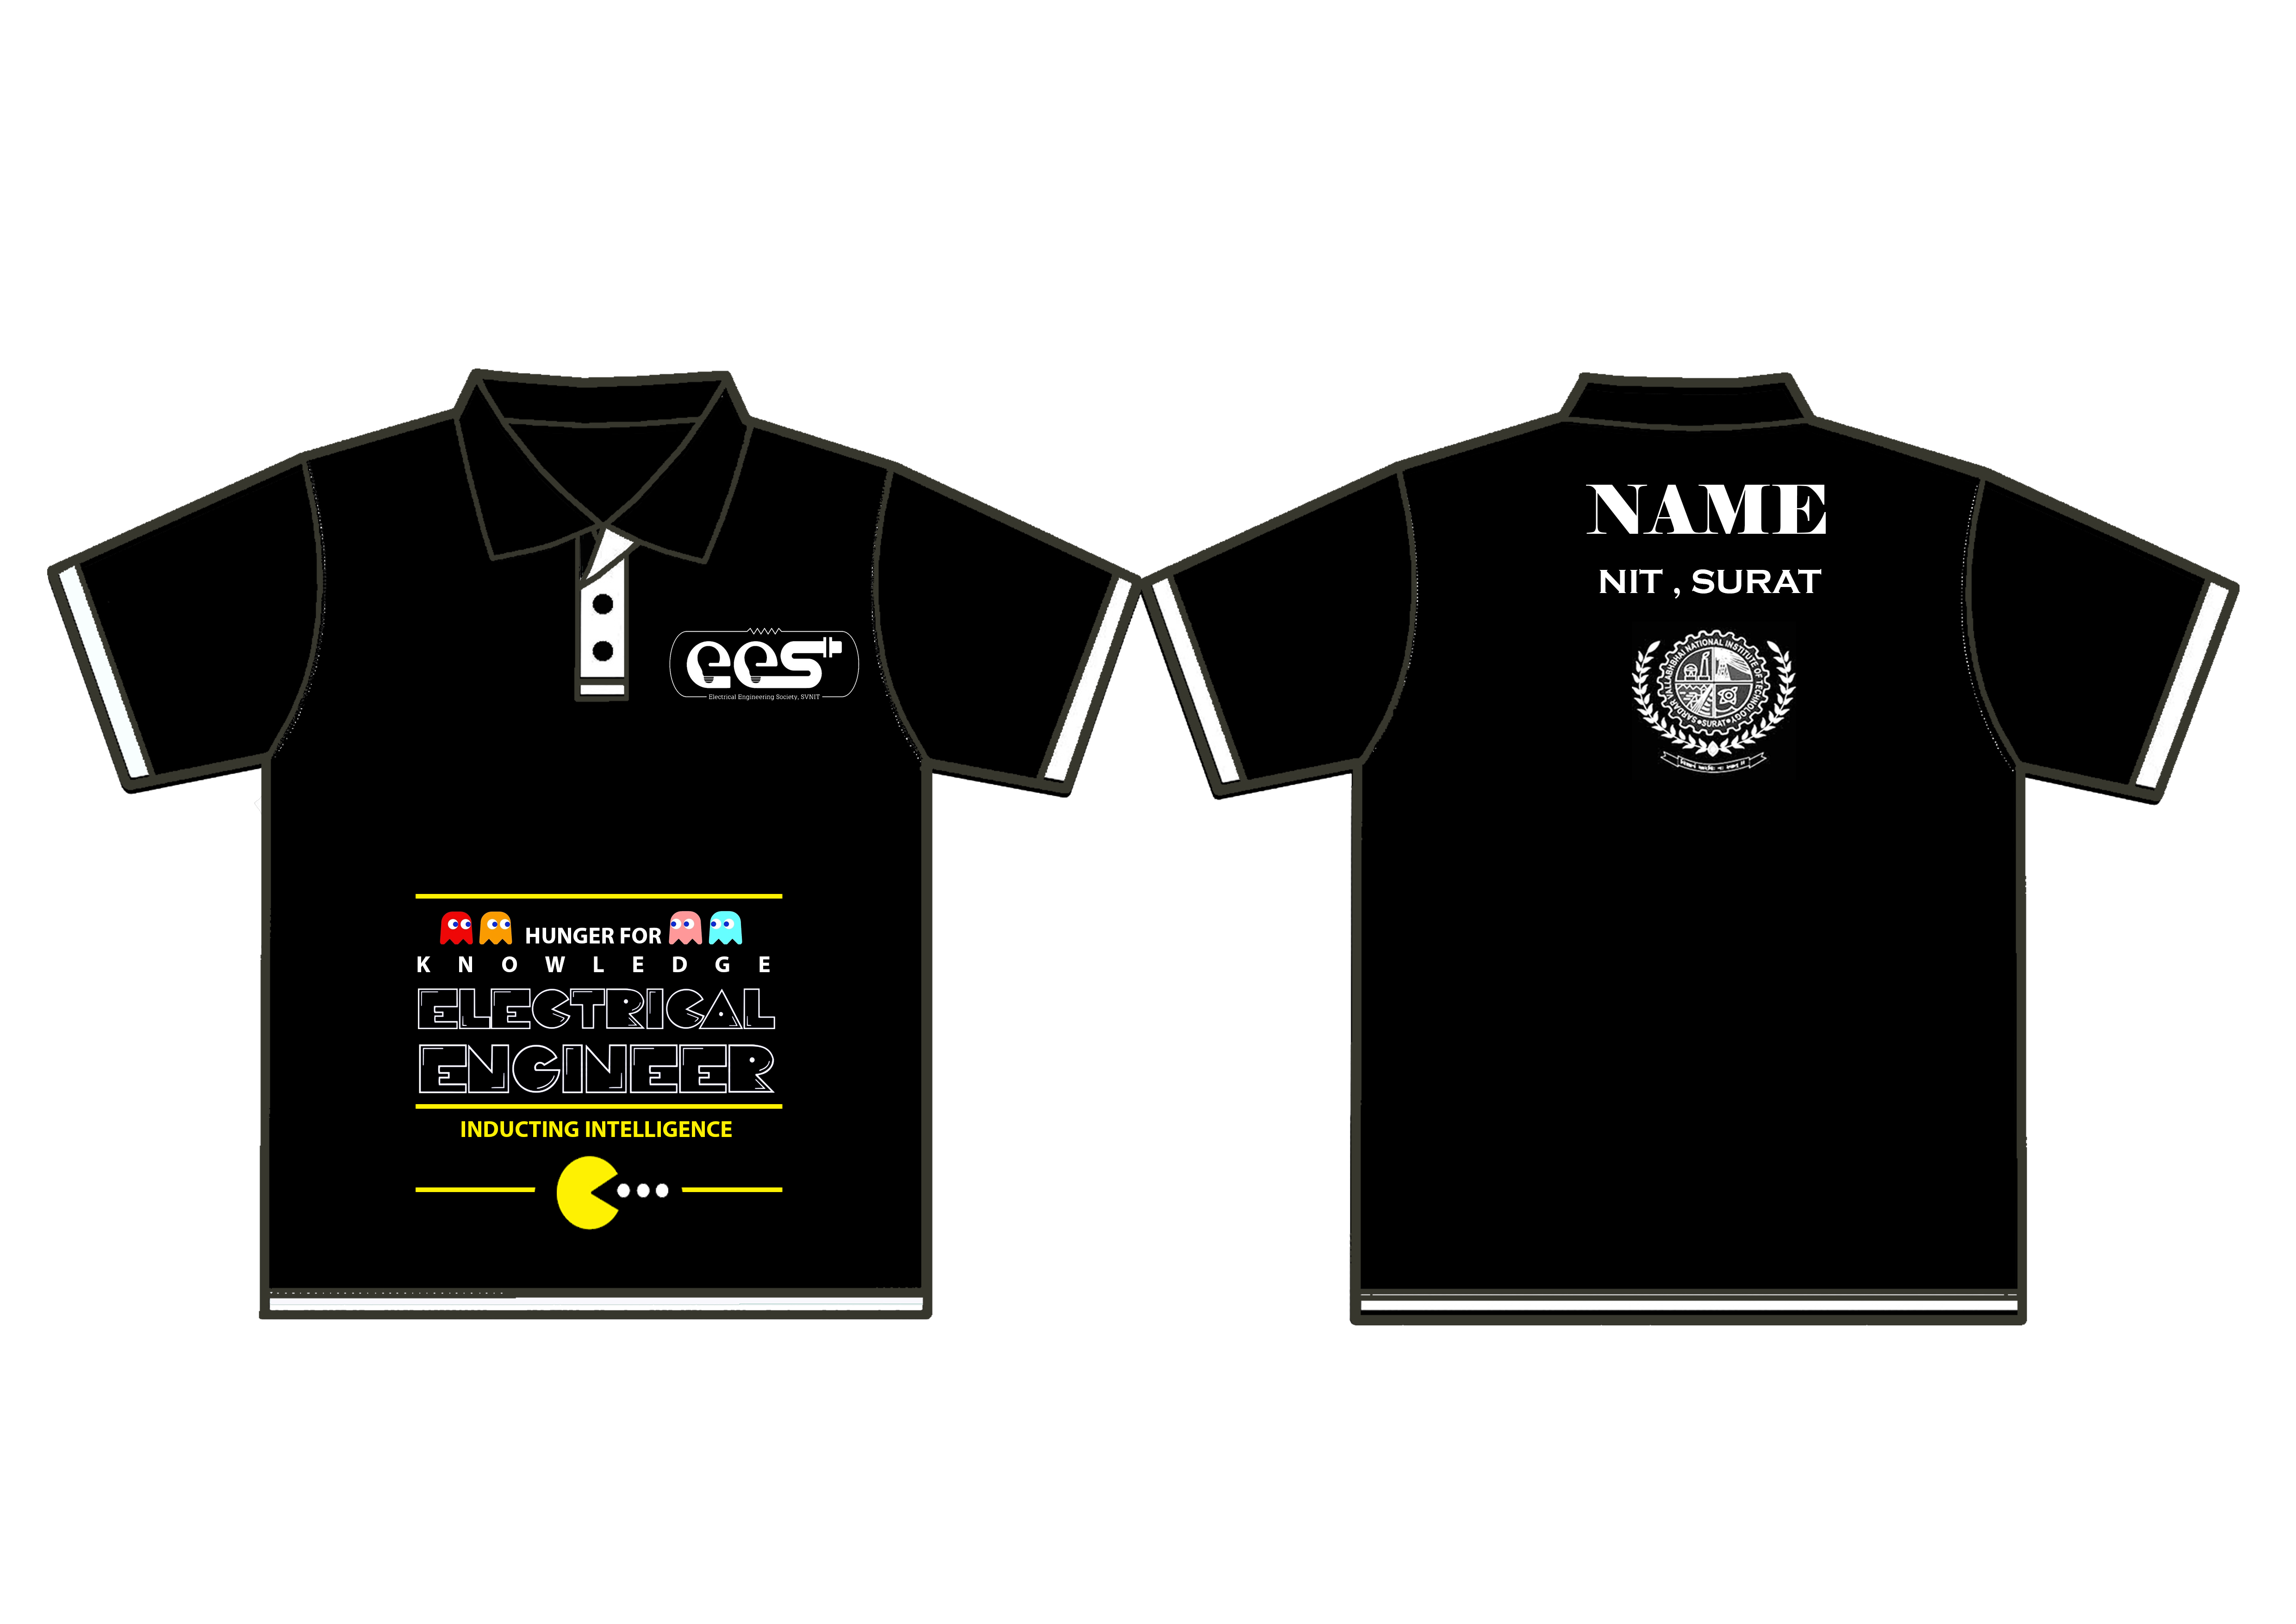 ees
Electrical Engineering Society, SVNIT
HUNGER FOR
KNOWLEDGE
ELECTRICAL
ENGINEER
INDUCTING INTELLIGENCE
NAME
NIT , SURAT
SARDAR VALLABHBHAI NATIONAL INSTITUTE OF TECHNOLOGY
SURAT